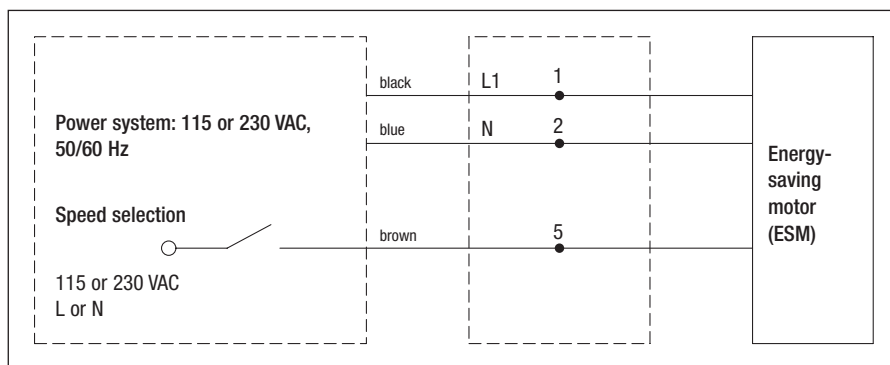 black
L1
1
Power system: 115 or 230 VAC,
50/60 Hz
blue
N
2
Energy-
saving
motor
(ESM)
Speed selection
brown
5
115 or 230 VAC
L or N